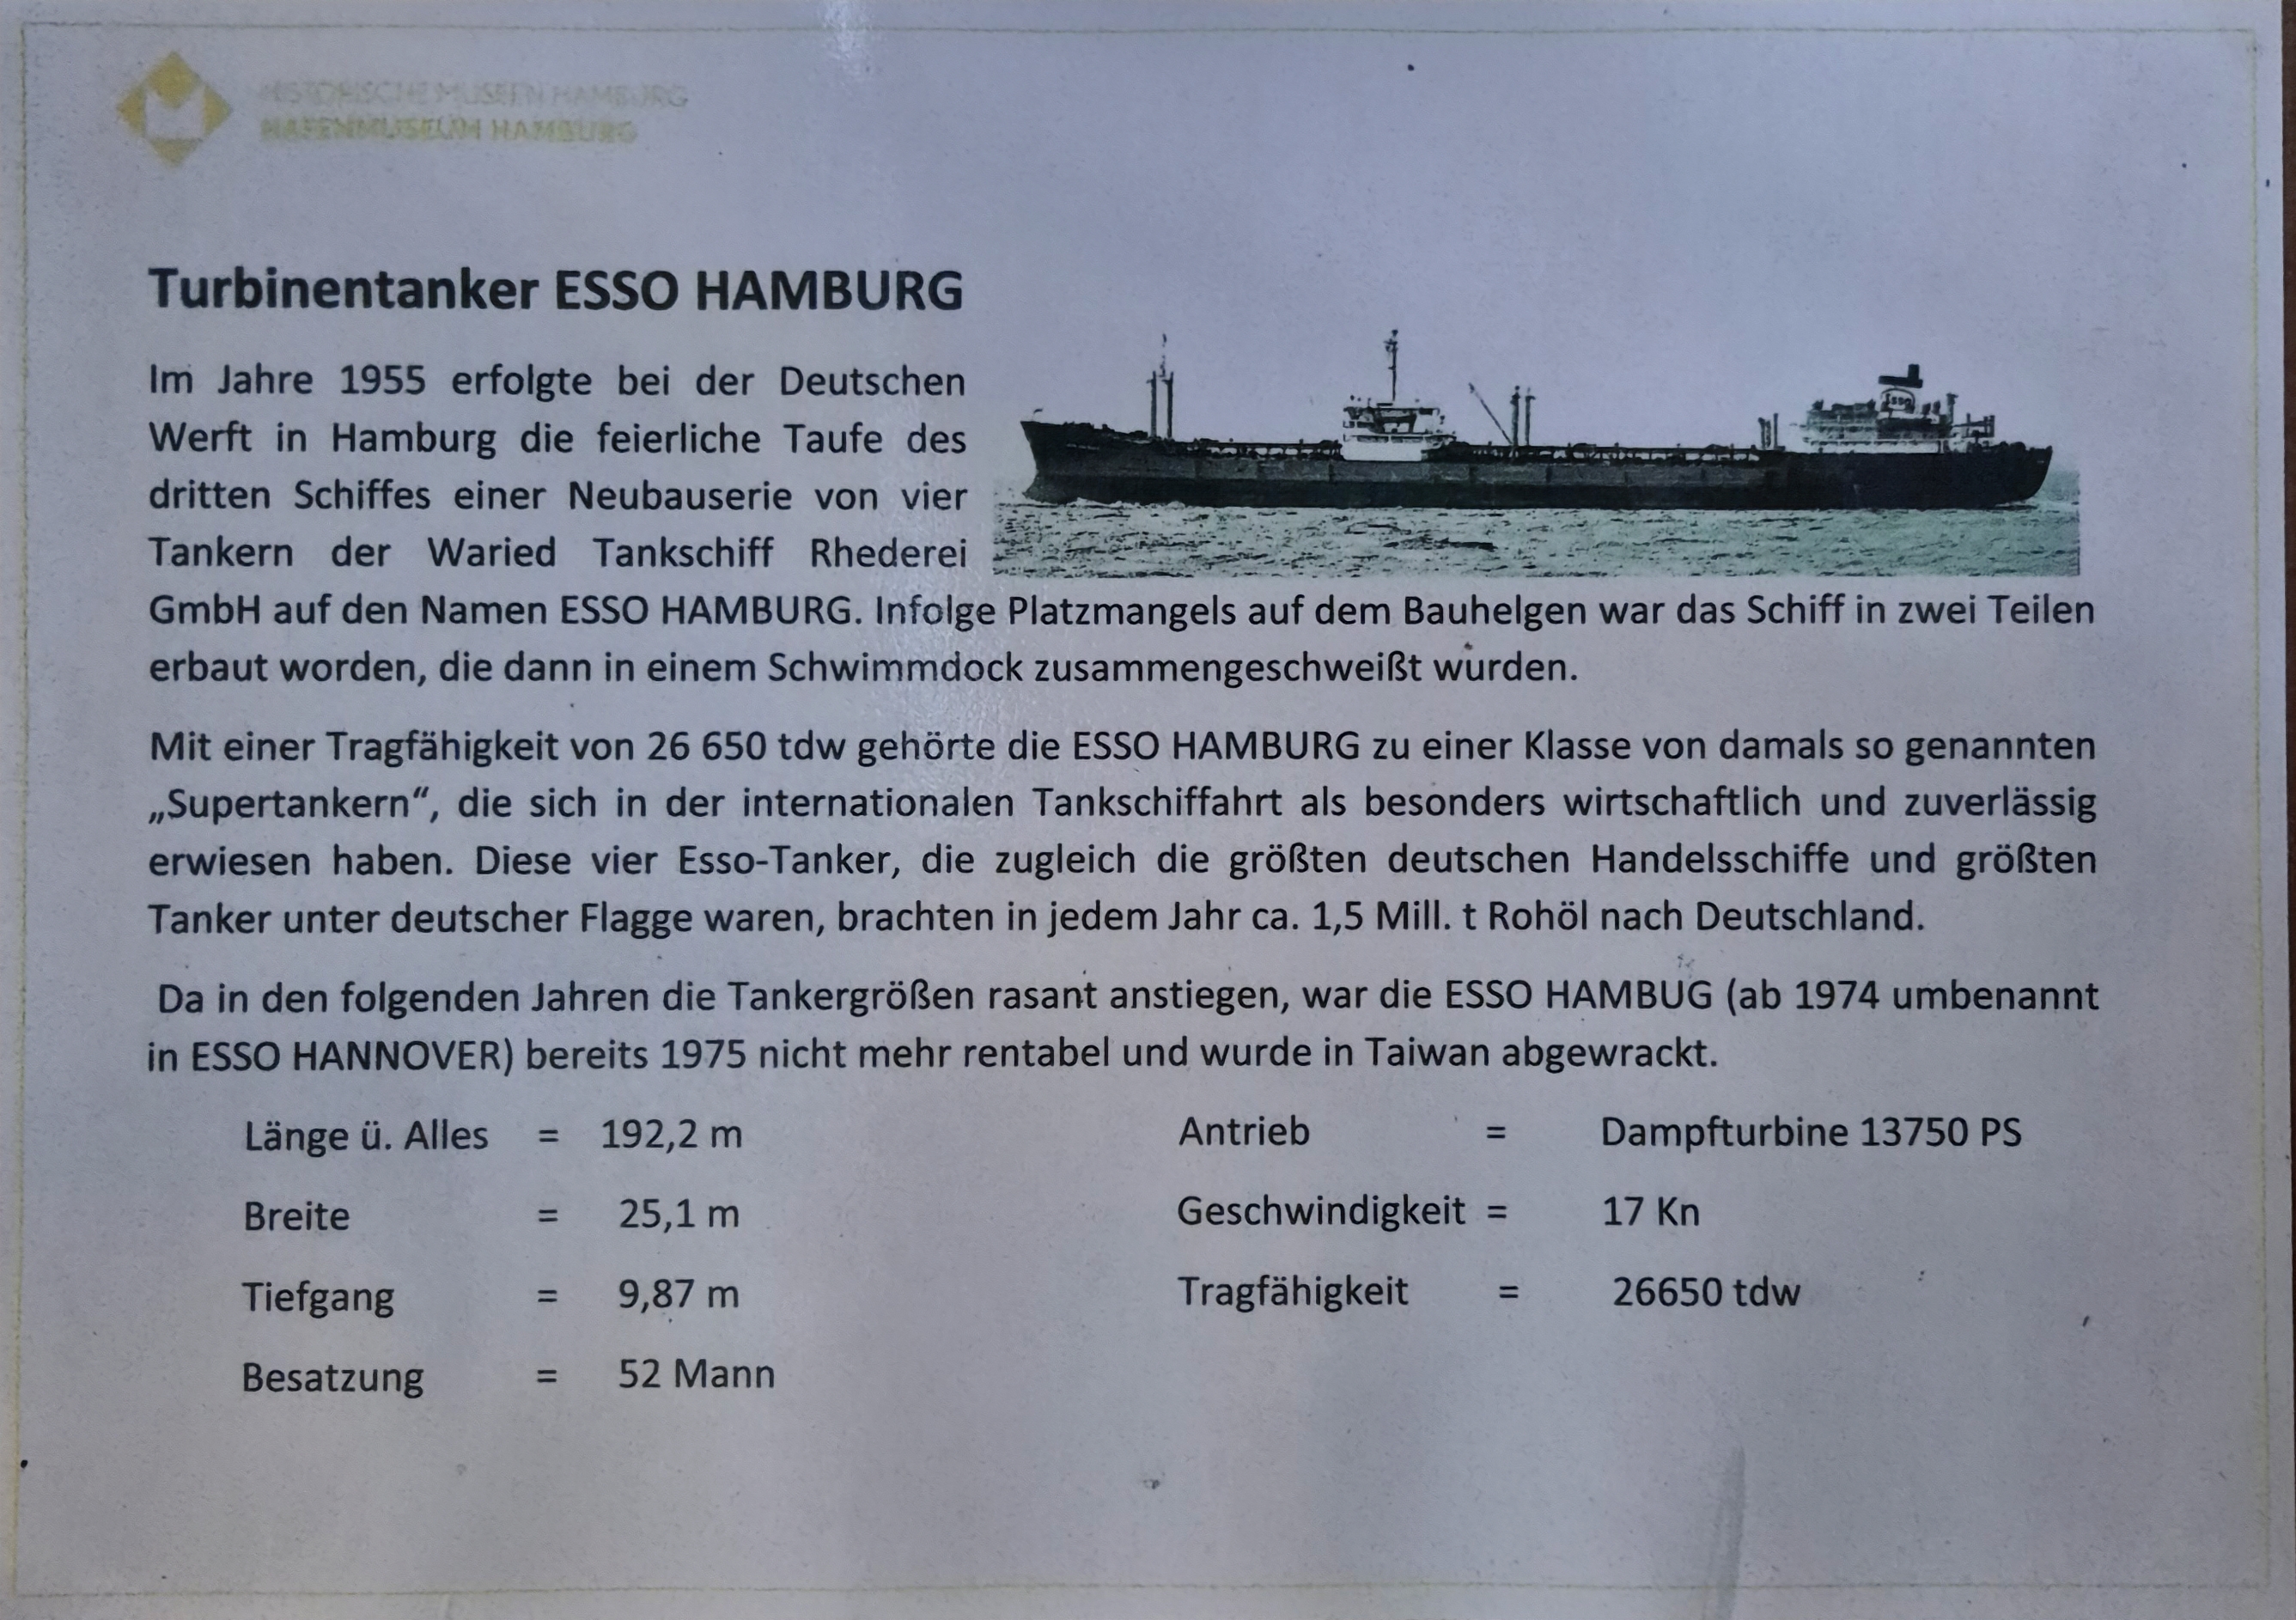 HISTORISCHE MUSEEN HAMBURG
HAFENMUSEUM HAMBURG
Turbinentanker ESSO HAMBURG
Im Jahre 1955 erfolgte bei der Deutschen
Werft in Hamburg die feierliche Taufe des
dritten Schiffes einer Neubauserie von vier
Tankern der Waried Tankschiff Rhederei
GmbH auf den Namen ESSO HAMBURG. Infolge Platzmangels auf dem Bauhelgen war das Schiff in zwei Teilen
erbaut worden, die dann in einem Schwimmdock zusammengeschweißt wurden.
Esso
Mit einer Tragfähigkeit von 26 650 tdw gehörte die ESSO HAMBURG zu einer Klasse von damals so genannten
„Supertankern“, die sich in der internationalen Tankschiffahrt als besonders wirtschaftlich und zuverlässig
erwiesen haben. Diese vier Esso-Tanker, die zugleich die größten deutschen Handelsschiffe und größten
Tanker unter deutscher Flagge waren, brachten in jedem Jahr ca. 1,5 Mill. t Rohöl nach Deutschland.
Da in den folgenden Jahren die Tankergrößen rasant anstiegen, war die ESSO HAMBUG (ab 1974 umbenannt
in ESSO HANNOVER) bereits 1975 nicht mehr rentabel und wurde in Taiwan abgewrackt.
Länge ü. Alles = 192,2 m
Breite = 25,1 m
Tiefgang = 9,87 m
Besatzung = 52 Mann
Antrieb = Dampfturbine 13750 PS
Geschwindigkeit = 17 Kn
Tragfähigkeit = 26650 tdw